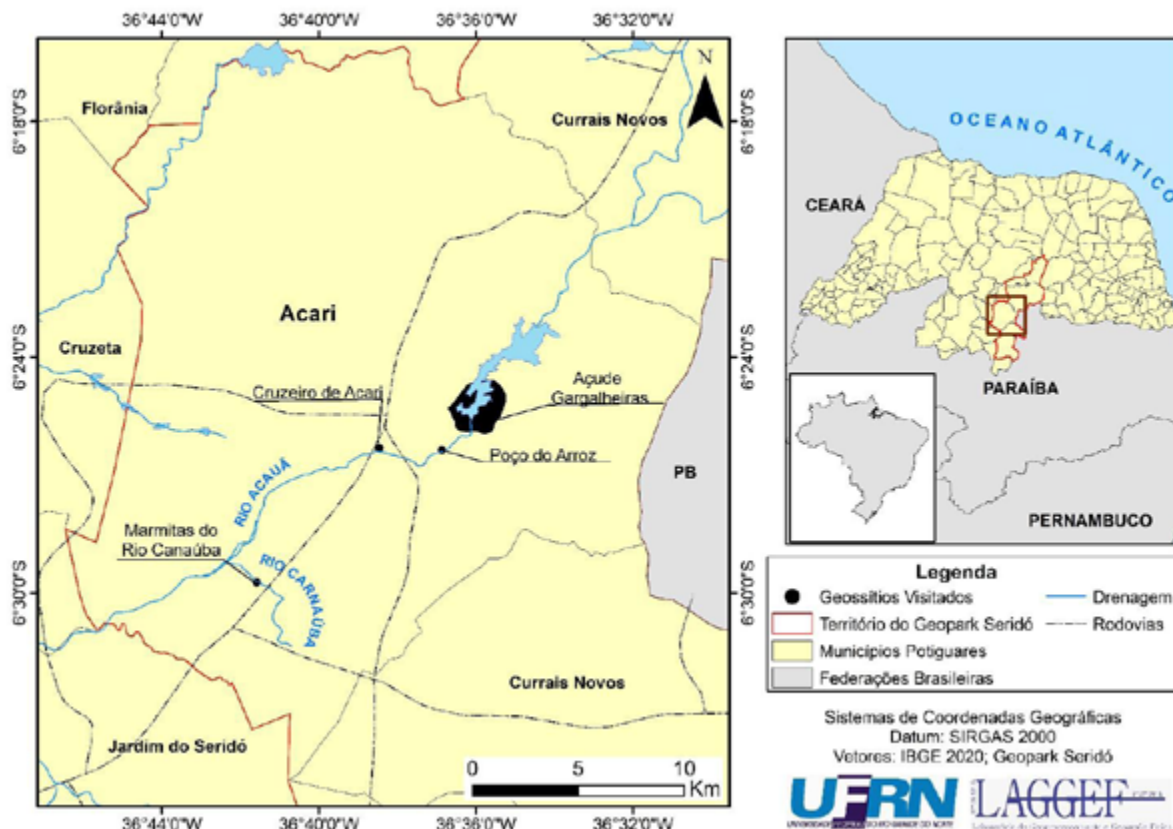 36°44'0"W
36°40'0"W
36°36'0"W
36°32'0"W
N
Florânia
Currais Novos
6°18'0"S
6°18'0"S
Acari
Cruzeta
6°24'0"S
6°24'0"S
Cruzeiro de Acari
Açude
Gargalheiras
Poço do Arroz
PB
RIO ACAUÃ
Marmitas do
Rio Canaúba
RIO CARNAÚBA
6°30'0"S
6°30'0"S
Currais Novos
Jardim do Seridó
0 5 10
Km
36°44'0"W
36°40'0"W
36°36'0"W
36°32'0"W
OCEANO ATLÂNTICO
CEARÁ
PARAÍBA
PERNAMBUCO
Legenda
Geossítios Visitados
Drenagem
Território do Geopark Seridó
Rodovias
Municípios Potiguares
Federações Brasileiras
Sistemas de Coordenadas Geográficas
Datum: SIRGAS 2000
Vetores: IBGE 2020; Geopark Seridó
UFRN
LAGGEF